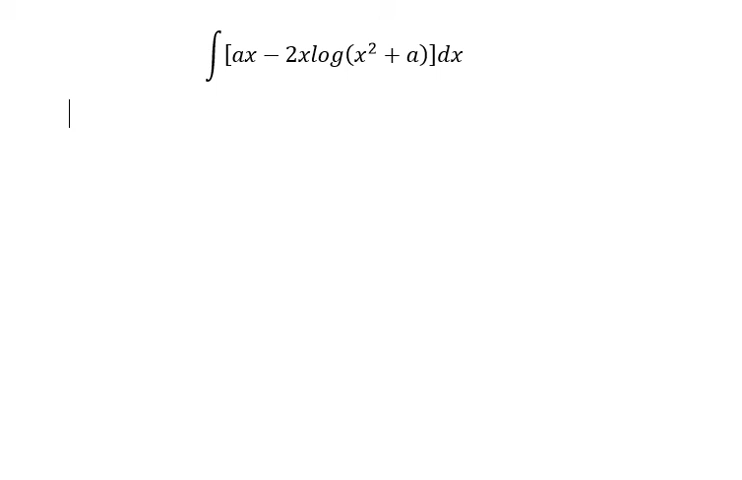 ∫[ax − 2xlog(x² + a)]dx